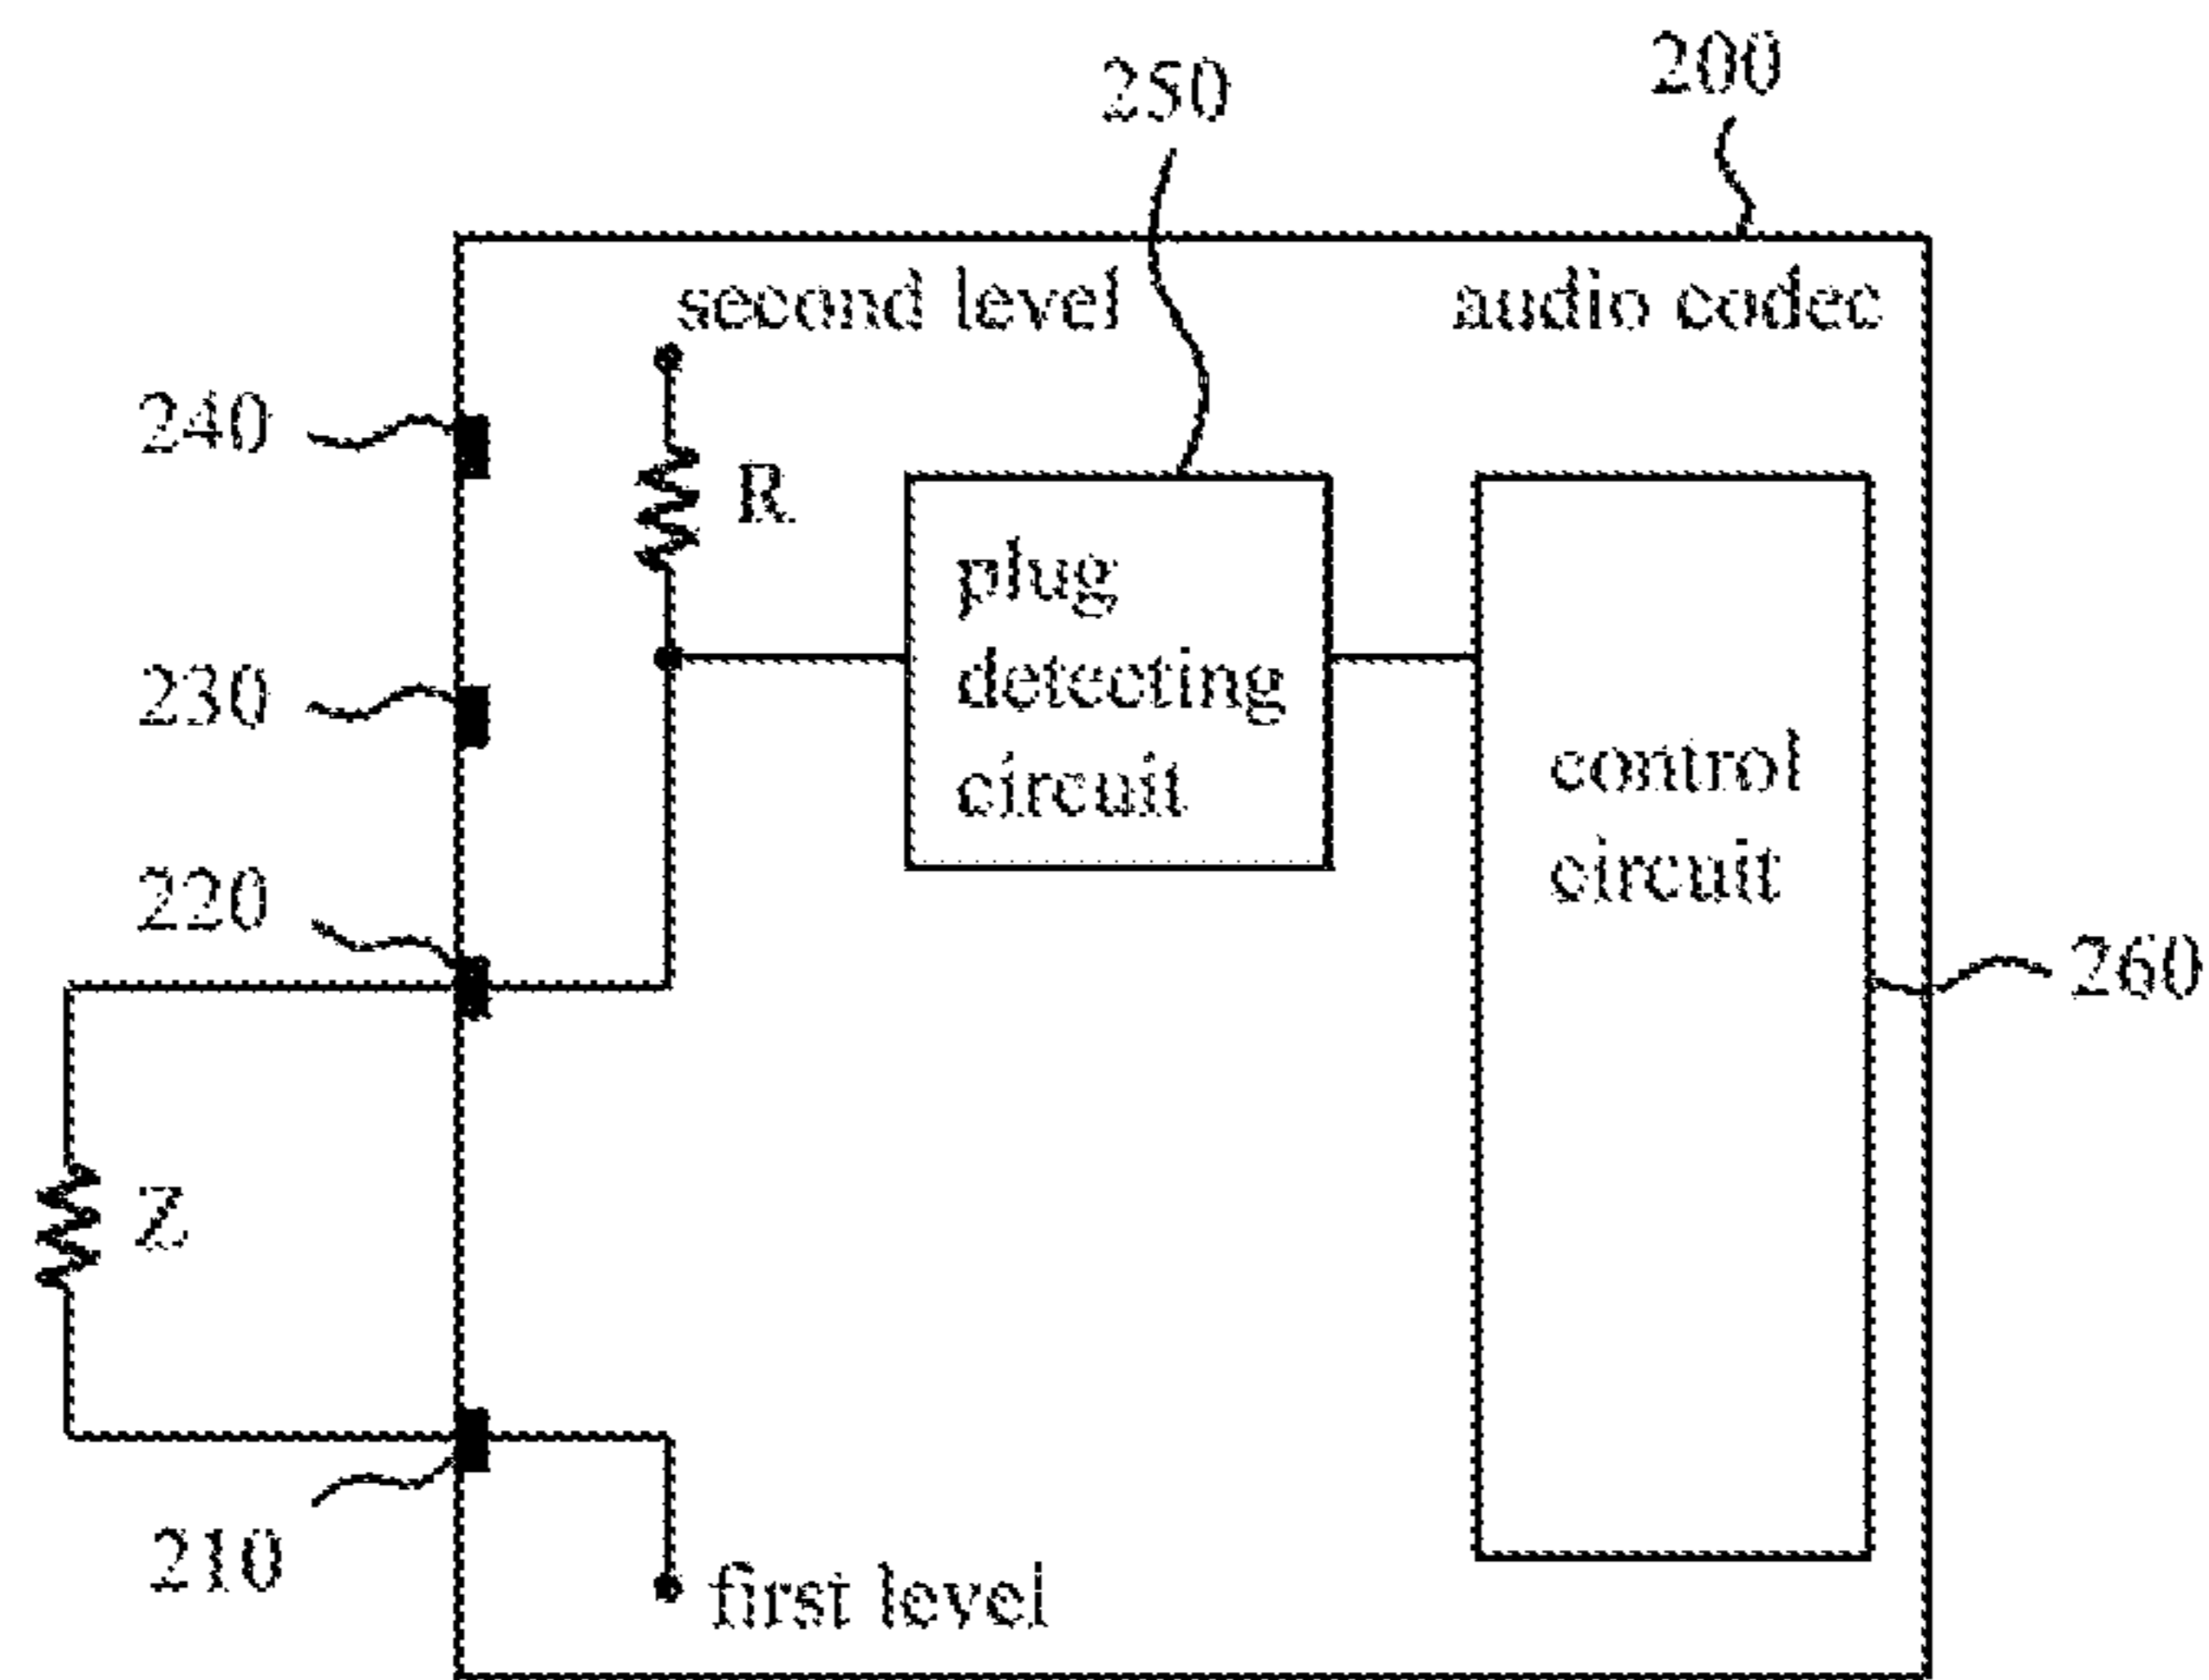 200
250
second level
audio codec
240
R
plug
detecting
circuit
230
control
circuit
220
260
Z
210
first level